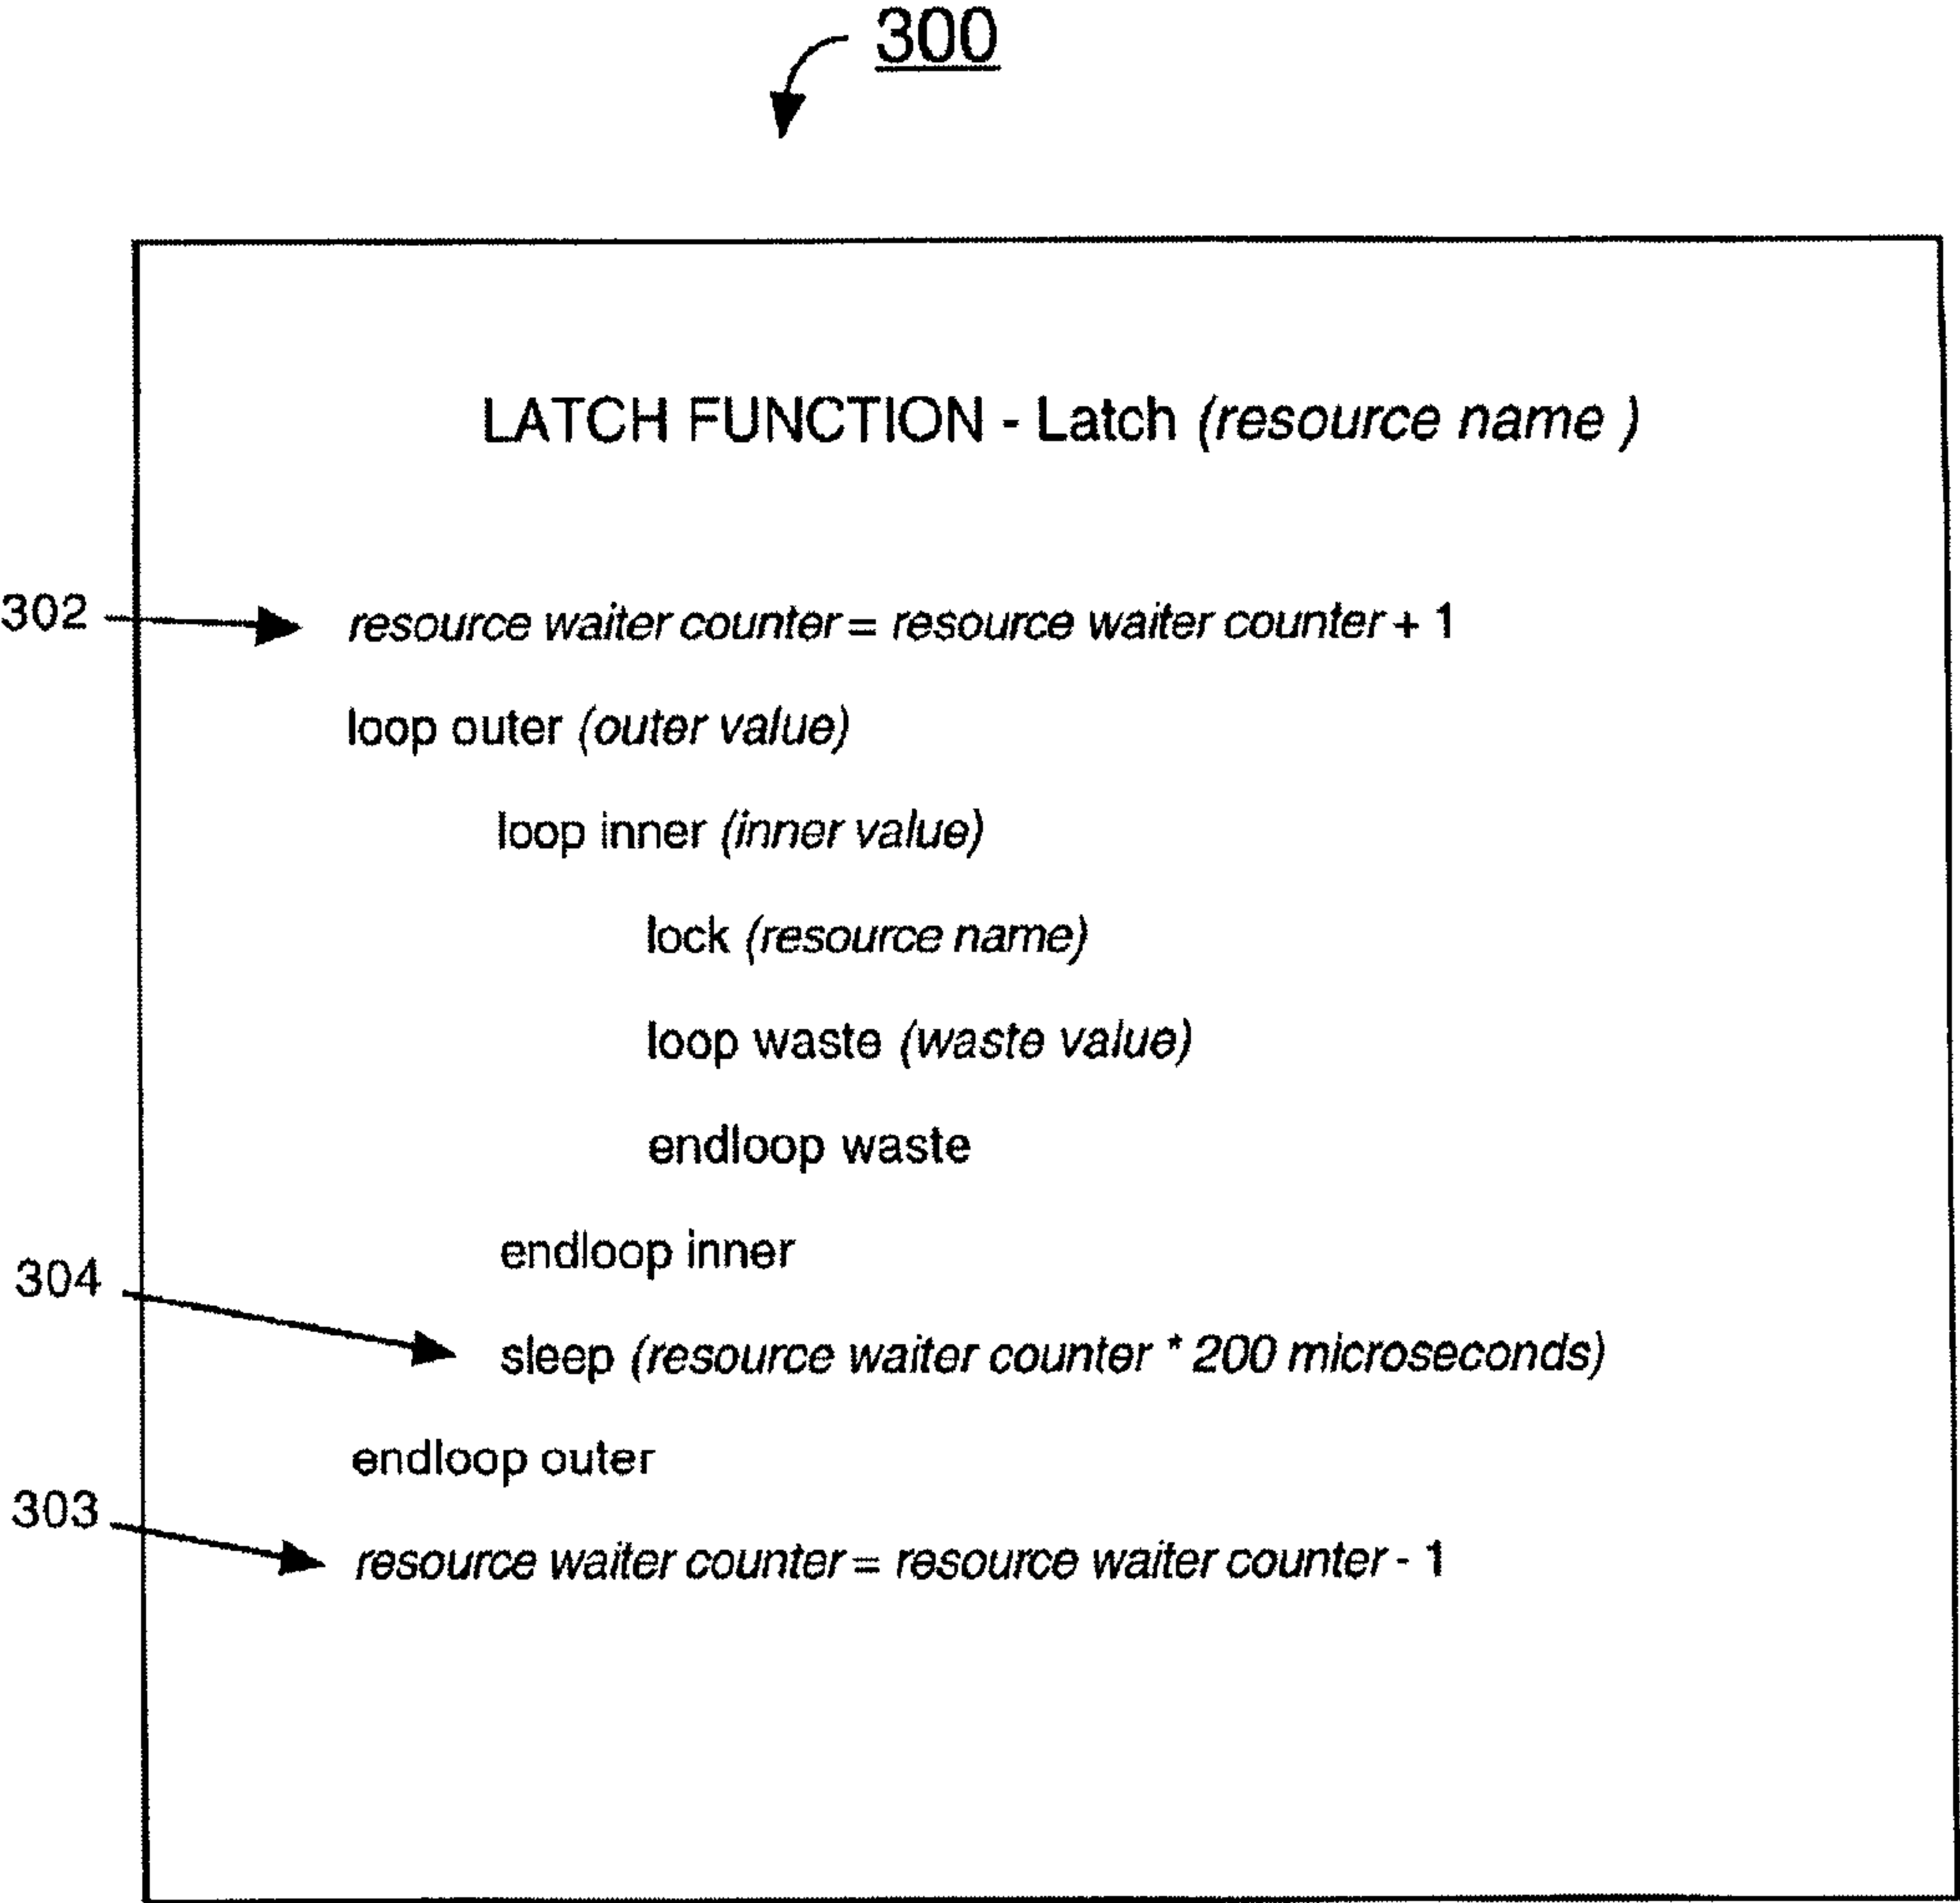 300
LATCH FUNCTION - Latch (resource name )
302
resource waiter counter = resource waiter counter + 1
loop outer (outer value)
loop inner (inner value)
lock (resource name)
loop waste (waste value)
endloop waste
endloop inner
304
sleep (resource waiter counter * 200 microseconds)
endloop outer
303
resource waiter counter = resource waiter counter - 1